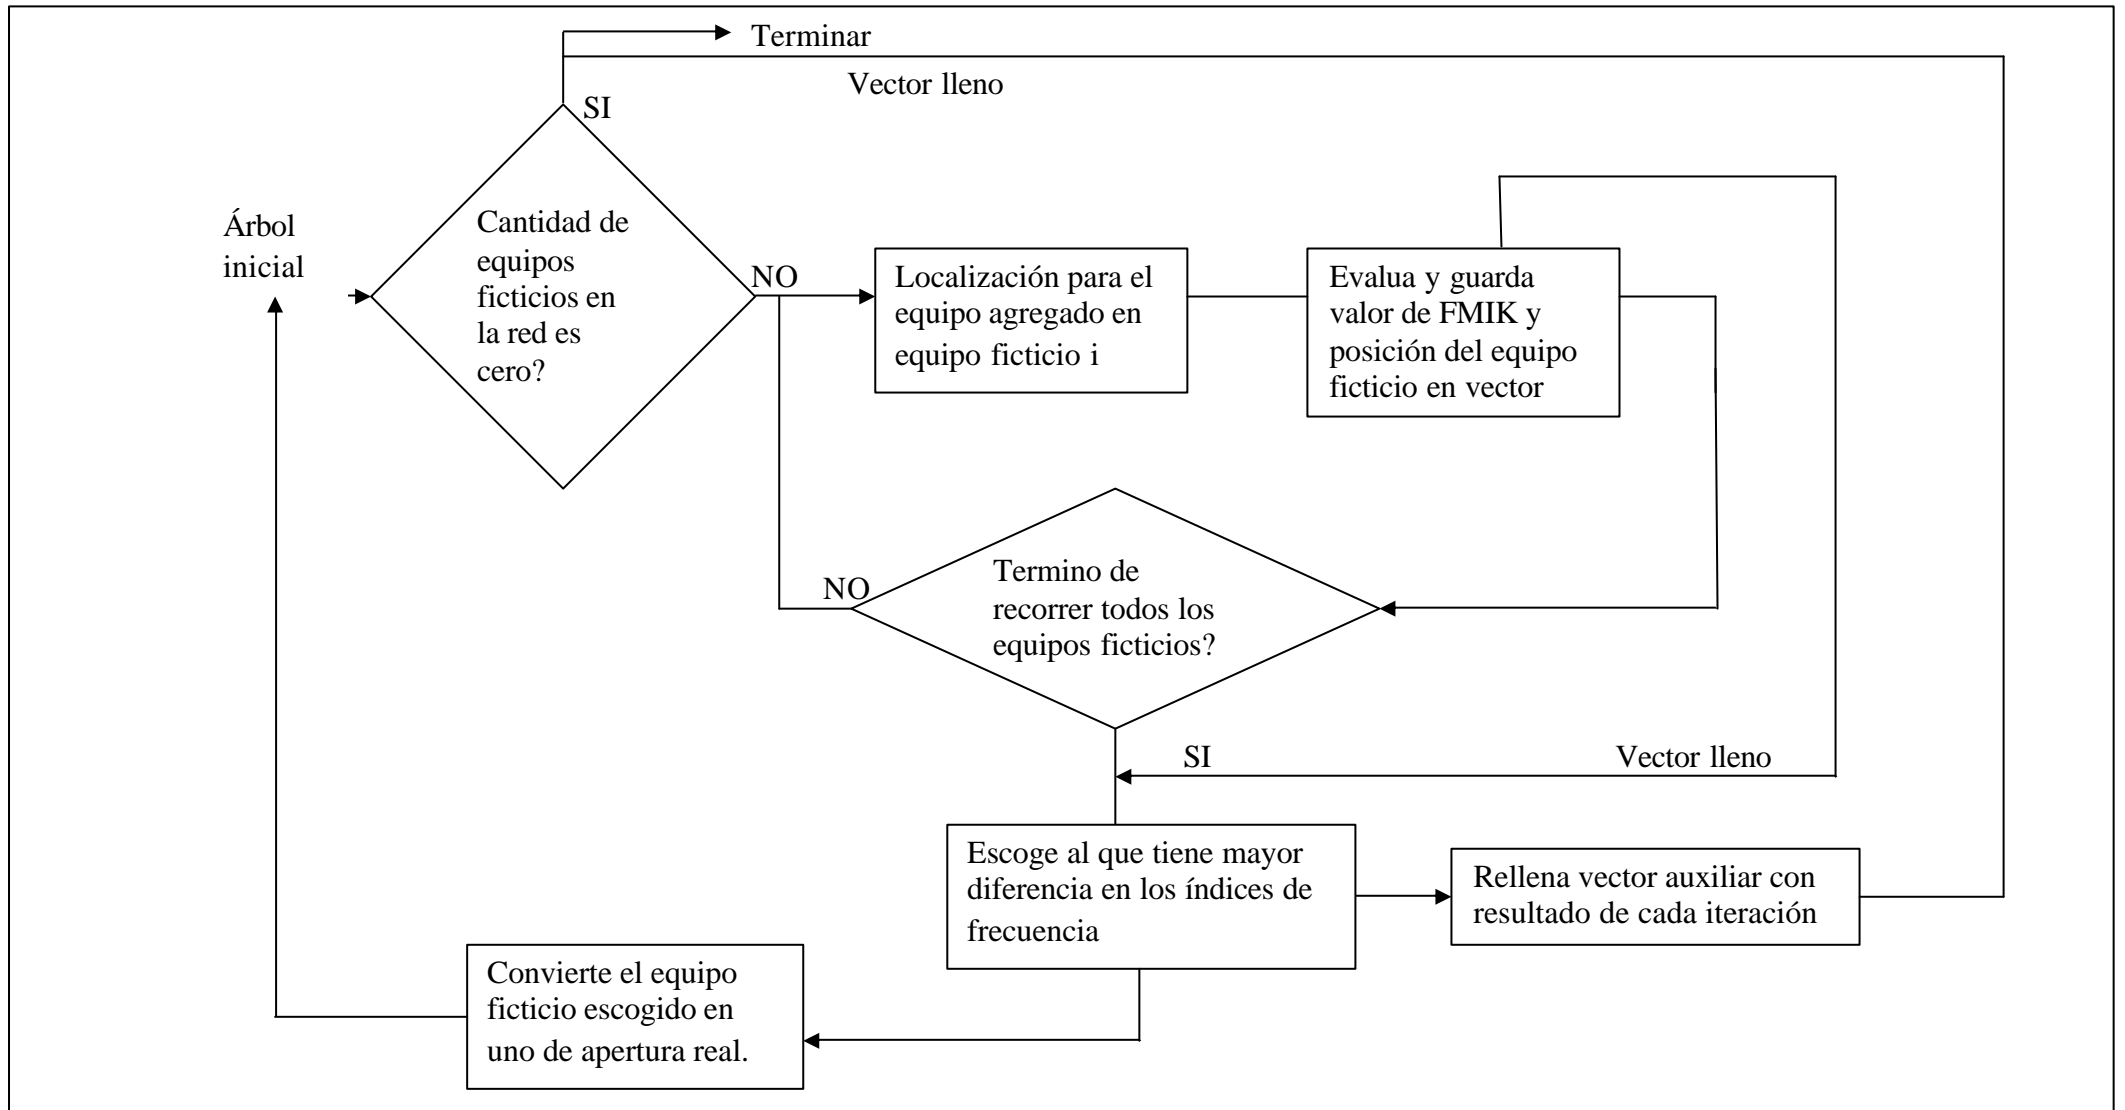 Terminar
Vector lleno
SI
Árbol
inicial
Cantidad de
equipos
ficticios en
la red es
cero?
NO
Localización para el
equipo agregado en
equipo ficticio i
Evalua y guarda
valor de FMIK y
posición del equipo
ficticio en vector
NO
Termino de
recorrer todos los
equipos ficticios?
SI
Vector lleno
Escoge al que tiene mayor
diferencia en los índices de
frecuencia
Rellena vector auxiliar con
resultado de cada iteración
Convierte el equipo
ficticio escogido en
uno de apertura real.